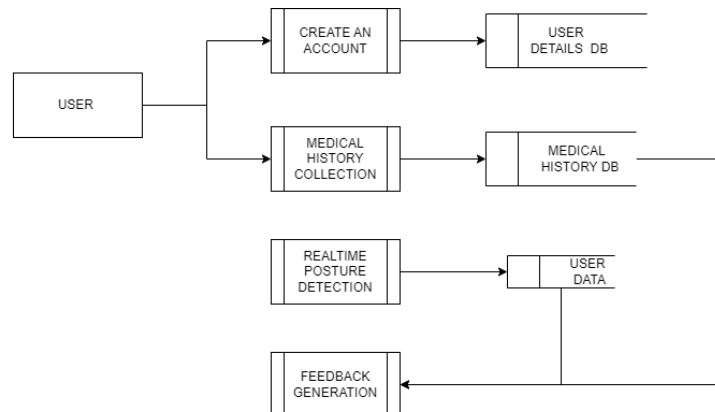 CREATE AN
ACCOUNT
USER
DETAILS DB
USER
MEDICAL
HISTORY
COLLECTION
MEDICAL
HISTORY DB
REALTIME
POSTURE
DETECTION
USER
DATA
FEEDBACK
GENERATION